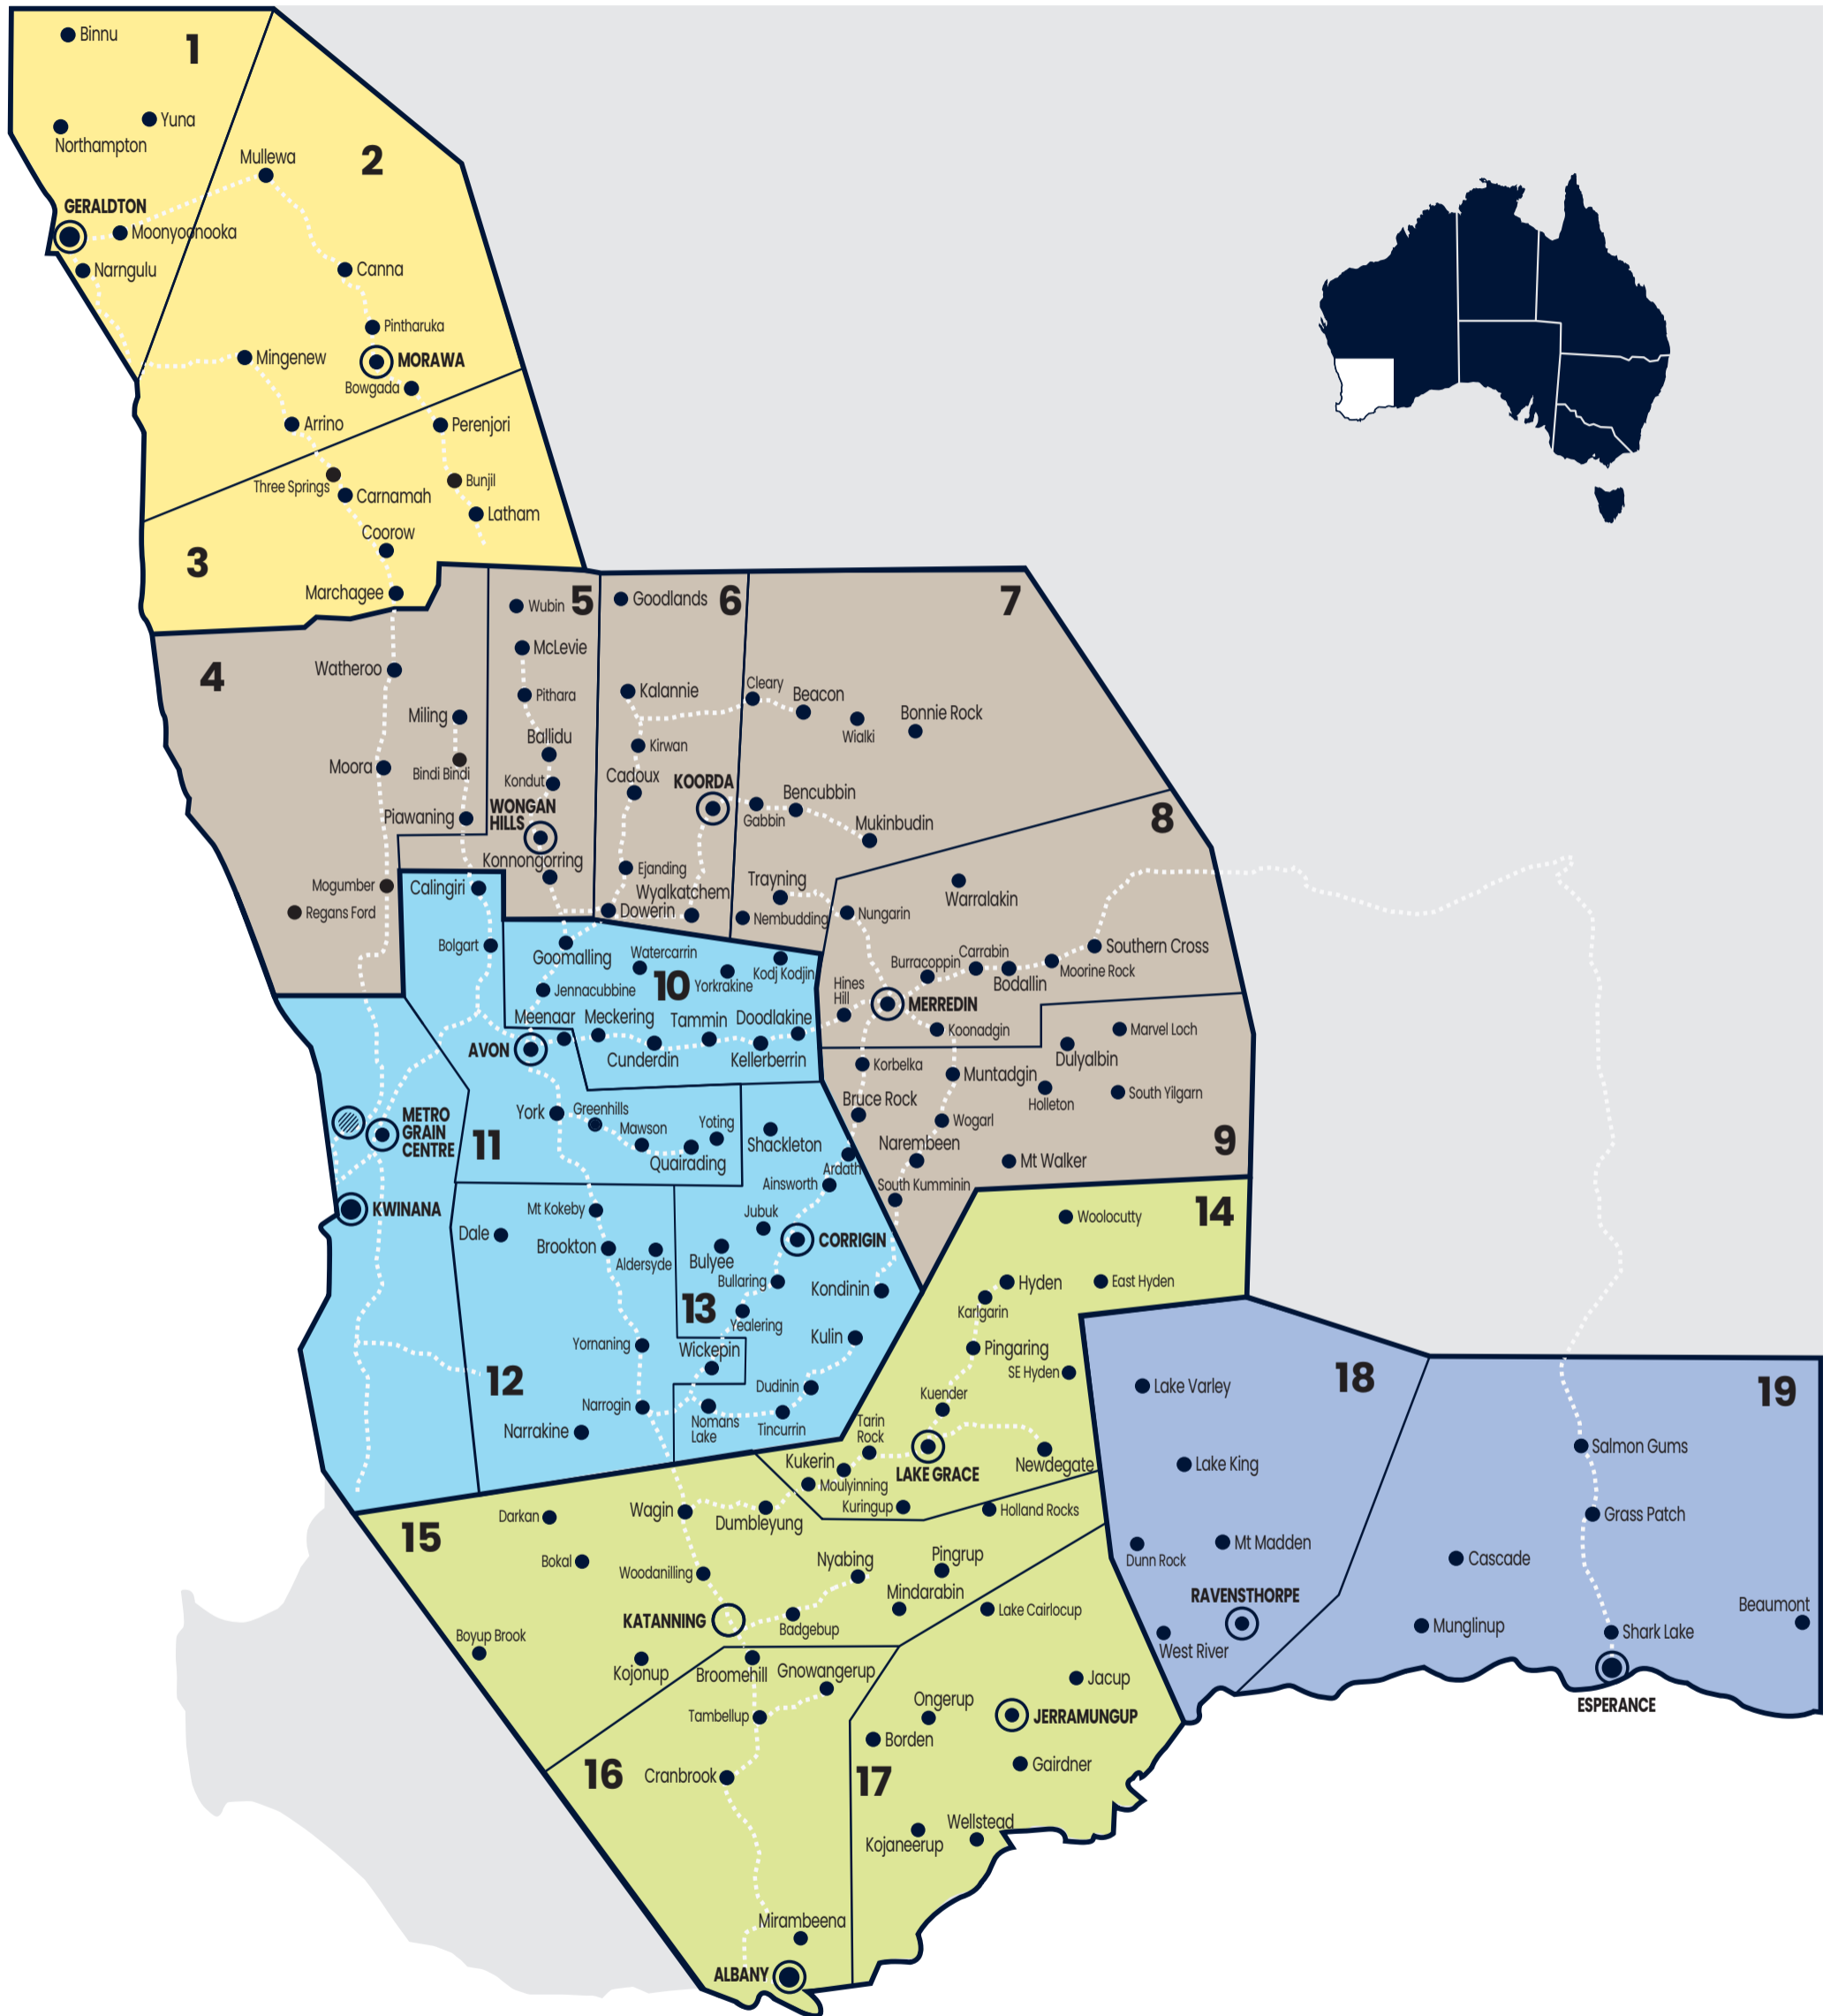 Binnu
1
Yuna
Northampton
Mullewa
2
GERALDTON
Moonyoonooka
Narngulu
Canna
Pintharuka
Mingenew
MORAWA
Bowgada
Arrino
Perenjori
Three Springs
Bunjil
Carnamah
Latham
Coorow
3
Marchagee
Wubin
5
Goodlands
6
7
McLevie
4
Watheroo
Pithara
Kalannie
Cleary
Beacon
Miling
Bonnie Rock
Wialki
Ballidu
Kirwan
Moora
Bindi Bindi
Kondut
Cadoux
KOORDA
Bencubbin
WONGAN
HILLS
Piawaning
Gabbin
Mukinbudin
8
Konnongorring
Ejanding
Mogumber
Calingiri
Wyalkatchem
Trayning
Warralakin
Regans Ford
Dowerin
Nembudding
Nungarin
Bolgart
Goomalling
Watercarrin
10
Yorkrakine
Kodj Kodjin
Burracoppin
Carrabin
Southern Cross
Moorine Rock
Bodallin
Jennacubbine
Hines
Hill
MERREDIN
Meenaar
Meckering
Tammin
Doodlakine
Koonadgin
Marvel Loch
AVON
Cunderdin
Kellerberrin
Korbelka
Dulyalbin
Muntadgin
Holleton
South Yilgarn
METRO
GRAIN
CENTRE
York
Greenhills
Bruce Rock
Wogarl
11
Mawson
Yoting
Shackleton
Narembeen
9
Quairading
Ardath
Mt Walker
Ainsworth
South Kumminin
KWINANA
Mt Kokeby
Jubuk
14
Woolocutty
Dale
Brookton
Aldersyde
Bulyee
CORRIGIN
Bullaring
Kondinin
Hyden
East Hyden
13
Yealering
Karlgarin
Yornaning
Wickepin
Kulin
Pingaring
SE Hyden
12
Dudinin
Kuender
Lake Varley
18
19
Narrogin
Nomans
Lake
Tincurrin
Tarin
Rock
Narrakine
Salmon Gums
Kukerin
LAKE GRACE
Newdegate
Lake King
Moulyinning
Kuringup
Holland Rocks
Darkan
Wagin
Dumbleyung
Grass Patch
15
Bokal
Woodanilling
Nyabing
Pingrup
Dunn Rock
Mt Madden
Cascade
Mindarabin
RAVENSTHORPE
KATANNING
Badgebup
Lake Cairlocup
Beaumont
Boyup Brook
Munglinup
Shark Lake
West River
Kojonup
Broomehill
Gnowangerup
Jacup
ESPERANCE
Tambellup
Ongerup
JERRAMUNGUP
Borden
16
Cranbrook
17
Gairdner
Wellstead
Kojaneerup
Mirambeena
ALBANY